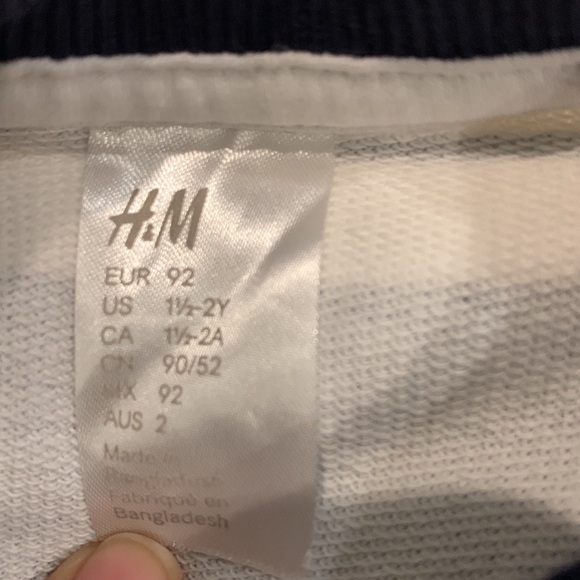 H&M
EUR 92
US 1½-2Y
CA 1½-2A
CN 90/52
MX 92
AUS 2
Made in
Bangladesh
Fabriqué en
Bangladesh